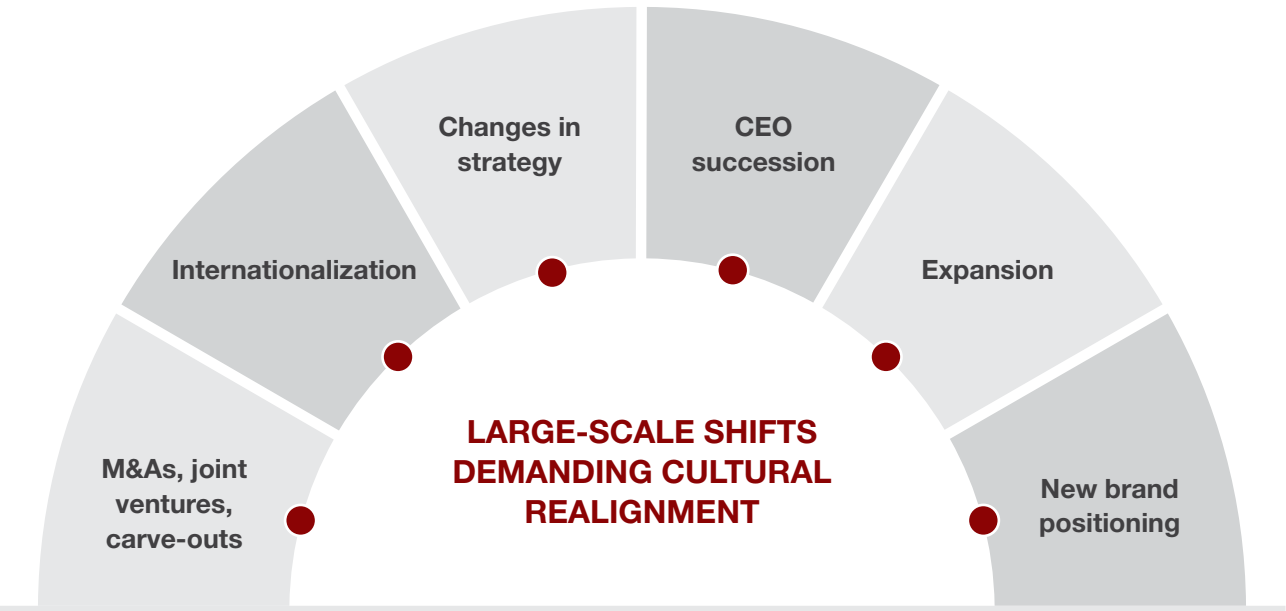 Changes in
strategy
CEO
succession
Internationalization
Expansion
LARGE-SCALE SHIFTS
DEMANDING CULTURAL
REALIGNMENT
M&As, joint
ventures,
carve-outs
New brand
positioning